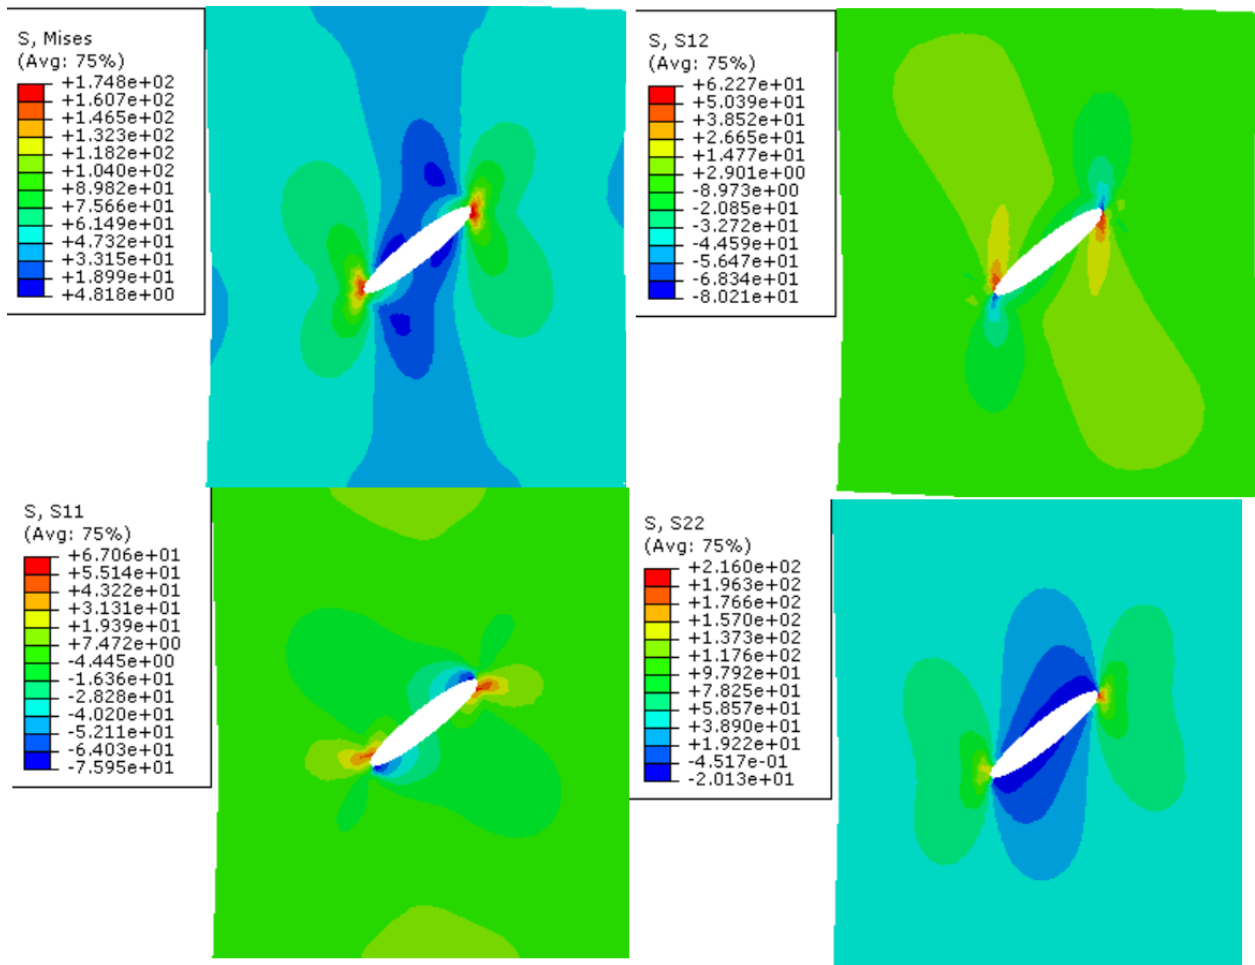 S, Mises
(Avg: 75%)
+1.748e+02
+1.607e+02
+1.465e+02
+1.323e+02
+1.182e+02
+1.040e+02
+8.982e+01
+7.566e+01
+6.149e+01
+4.732e+01
+3.315e+01
+1.899e+01
+4.818e+00
S, S12
(Avg: 75%)
+6.227e+01
+5.039e+01
+3.852e+01
+2.665e+01
+1.477e+01
+2.901e+00
-8.973e+00
-2.085e+01
-3.272e+01
-4.459e+01
-5.647e+01
-6.834e+01
-8.021e+01
S, S11
(Avg: 75%)
+6.706e+01
+5.514e+01
+4.322e+01
+3.131e+01
+1.939e+01
+7.472e+00
-4.445e+00
-1.636e+01
-2.828e+01
-4.020e+01
-5.211e+01
-6.403e+01
-7.595e+01
S, S22
(Avg: 75%)
+2.160e+02
+1.963e+02
+1.766e+02
+1.570e+02
+1.373e+02
+1.176e+02
+9.792e+01
+7.825e+01
+5.857e+01
+3.890e+01
+1.922e+01
-4.517e-01
-2.013e+01